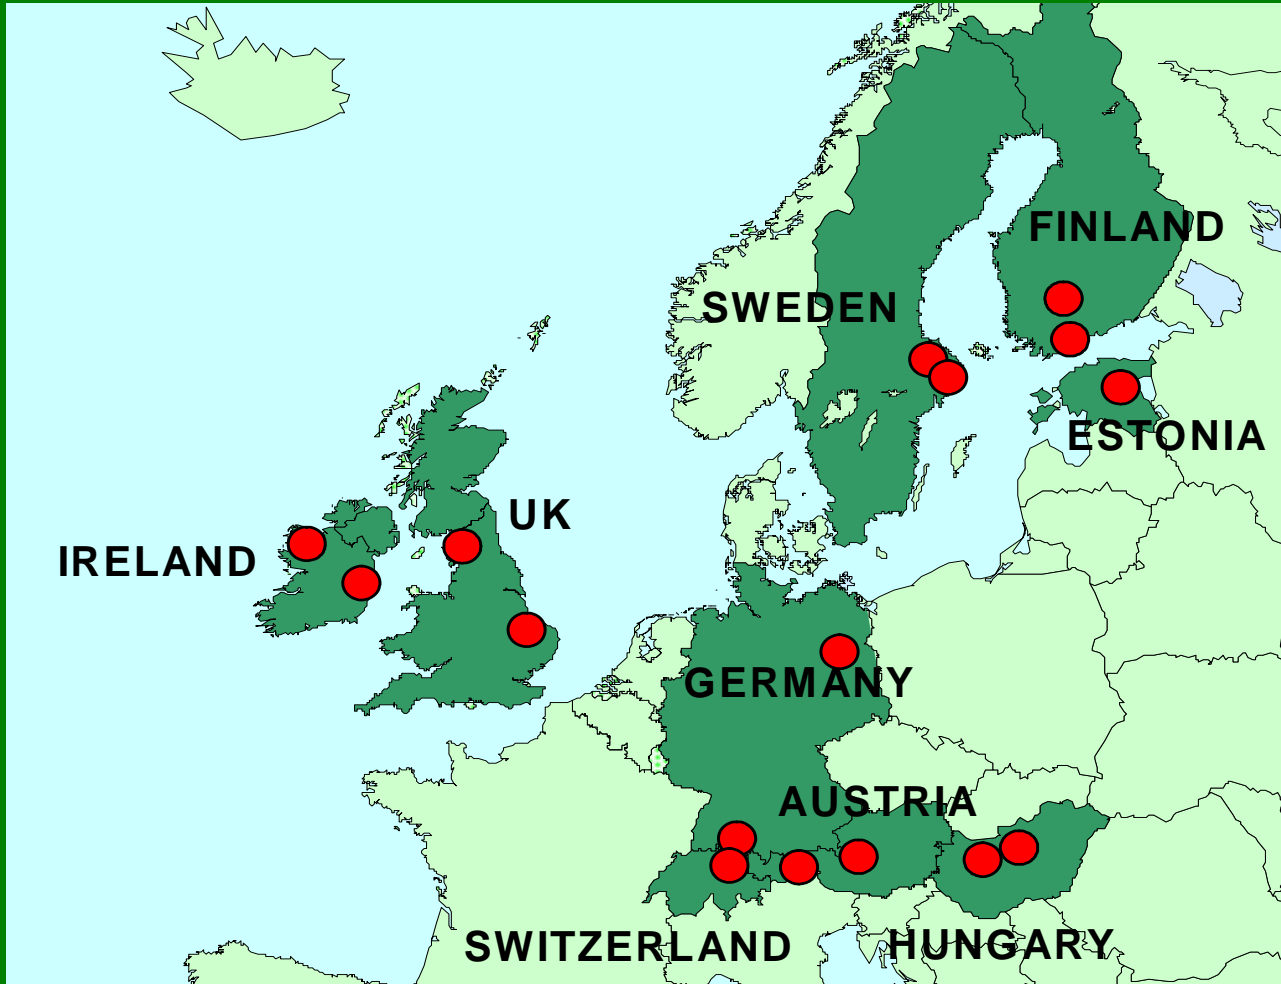 FINLAND
SWEDEN
ESTONIA
UK
IRELAND
GERMANY
AUSTRIA
SWITZERLAND
HUNGARY